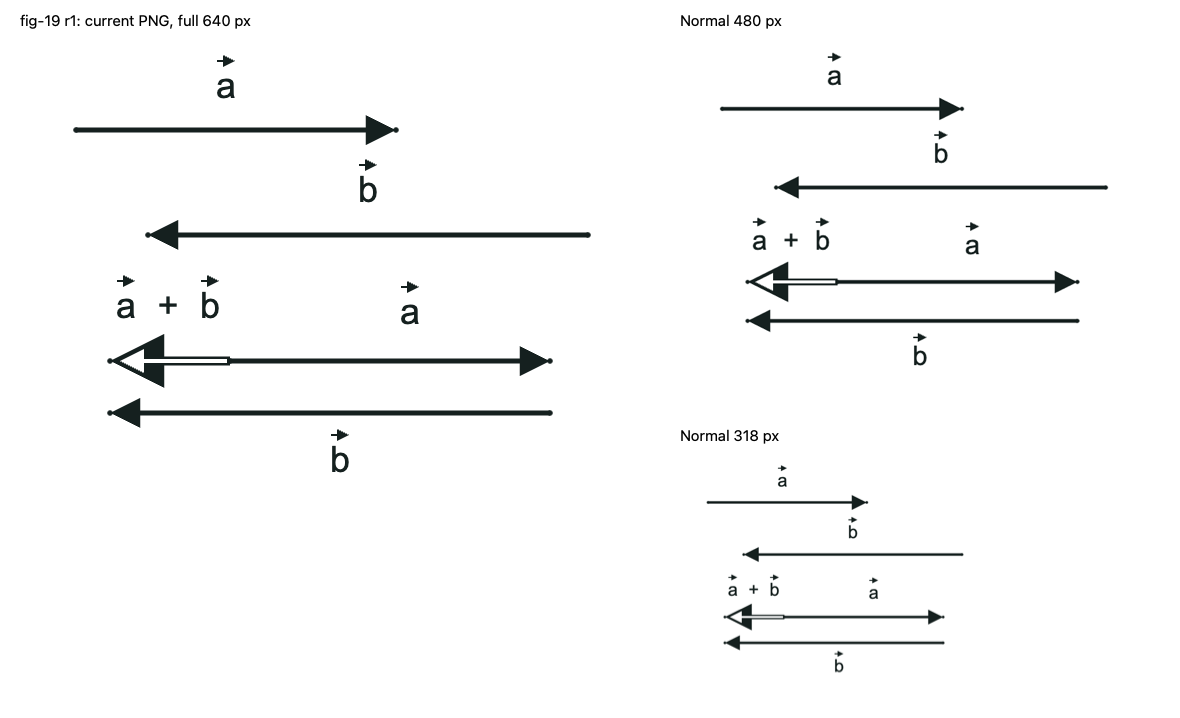 fig-19 r1: current PNG, full 640 px
a⃗
b⃗
a⃗ + b⃗
a⃗
b⃗
Normal 480 px
a⃗
b⃗
a⃗ + b⃗
a⃗
b⃗
Normal 318 px
a⃗
b⃗
a⃗ + b⃗
a⃗
b⃗